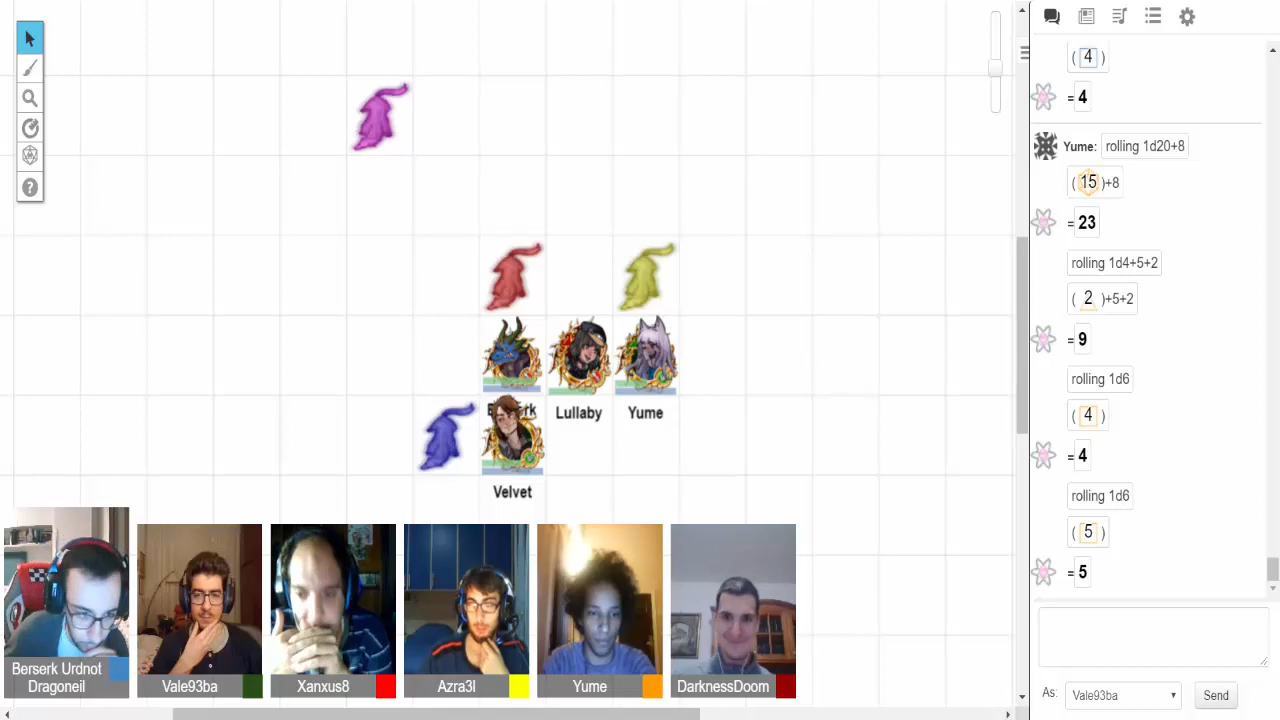 ?
( 4 )
= 4
Yume: rolling 1d20+8
( 15 )+8
= 23
rolling 1d4+5+2
( 2 )+5+2
= 9
rolling 1d6
( 4 )
= 4
rolling 1d6
( 5 )
= 5
Lullaby
Yume
Velvet
Berserk Urdnot
Dragoneil
Vale93ba
Xanxus8
Azra3l
Yume
DarknessDoom
As: Vale93ba
Send